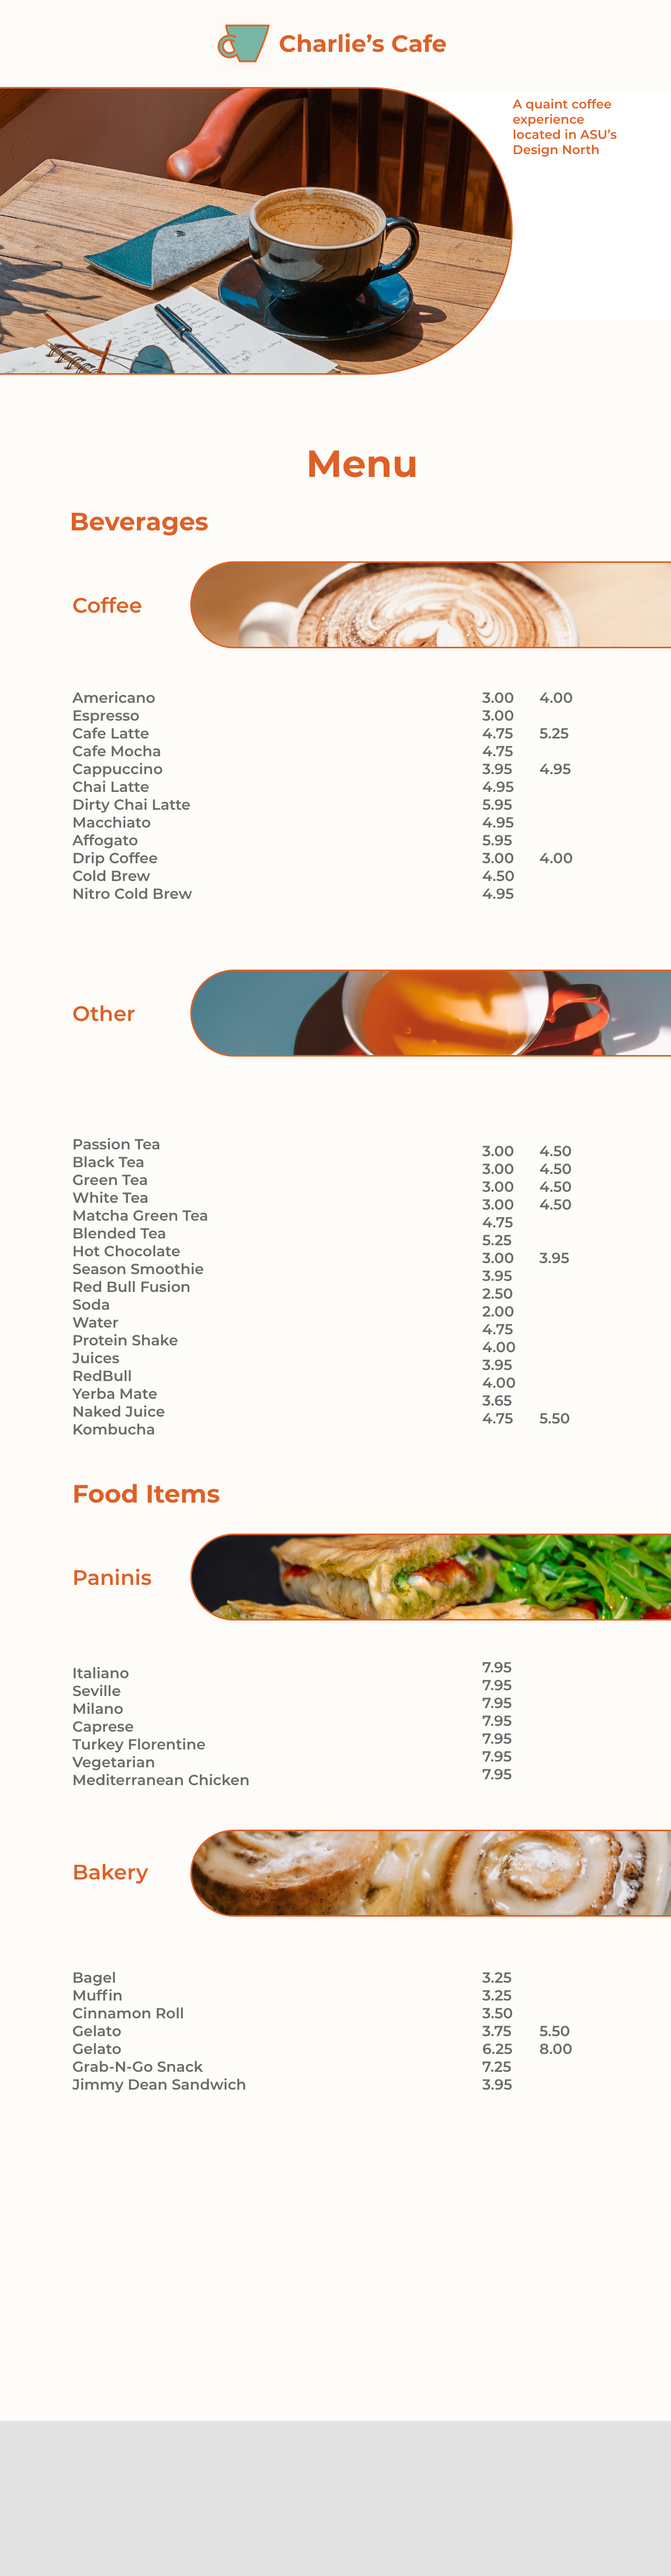 Charlie's Cafe
A quaint coffee
experience
located in ASU's
Design North
Menu
Beverages
Coffee
Americano 3.00 4.00
Espresso 3.00
Cafe Latte 4.75 5.25
Cafe Mocha 4.75
Cappuccino 3.95 4.95
Chai Latte 4.95
Dirty Chai Latte 5.95
Macchiato 4.95
Affogato 5.95
Drip Coffee 3.00 4.00
Cold Brew 4.50
Nitro Cold Brew 4.95
Other
Passion Tea 3.00 4.50
Black Tea 3.00 4.50
Green Tea 3.00 4.50
White Tea 3.00 4.50
Matcha Green Tea 4.75
Blended Tea 5.25
Hot Chocolate 3.00 3.95
Season Smoothie 3.95
Red Bull Fusion 2.50
Soda 2.00
Water 4.75
Protein Shake 4.00
Juices 3.95
RedBull 4.00
Yerba Mate 3.65
Naked Juice 4.75 5.50
Kombucha
Food Items
Paninis
Italiano 7.95
Seville 7.95
Milano 7.95
Caprese 7.95
Turkey Florentine 7.95
Vegetarian 7.95
Mediterranean Chicken 7.95
Bakery
Bagel 3.25
Muffin 3.25
Cinnamon Roll 3.50
Gelato 3.75 5.50
Gelato 6.25 8.00
Grab-N-Go Snack 7.25
Jimmy Dean Sandwich 3.95